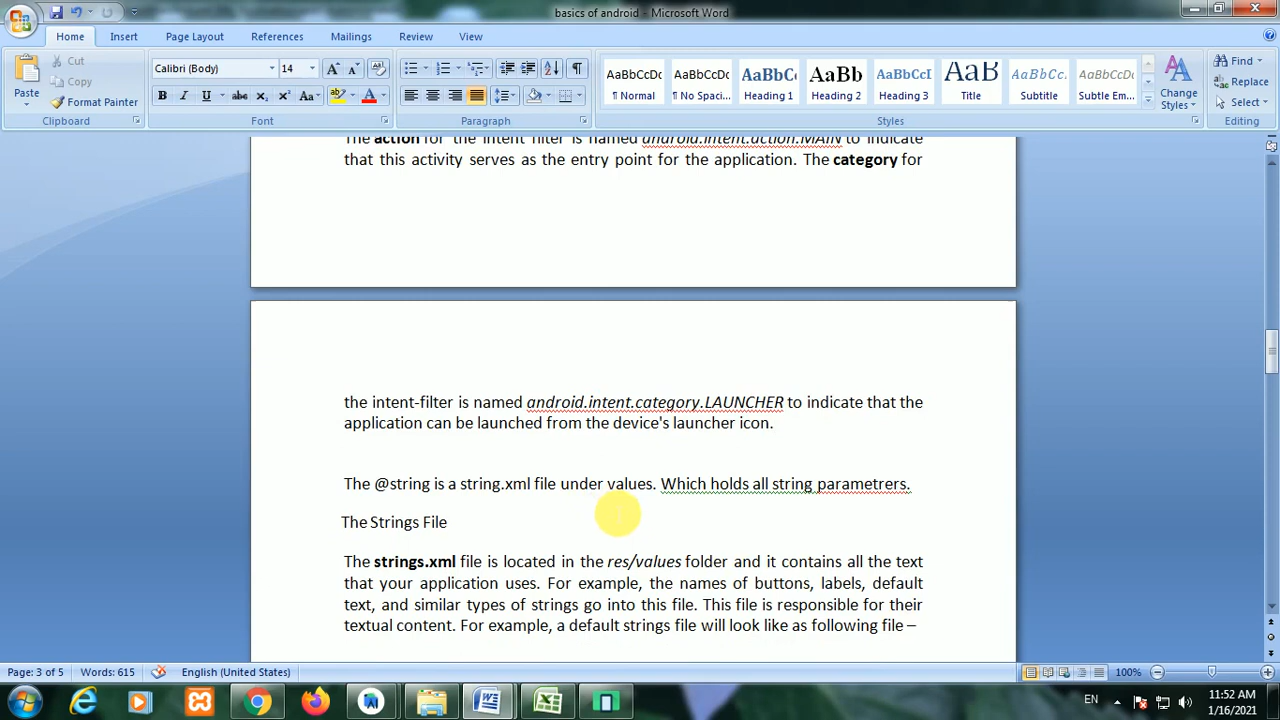 basics of android - Microsoft Word
Home Insert Page Layout References Mailings Review View
Paste
Cut
Copy
Format Painter
Clipboard
Calibri (Body) 14
Font
Paragraph
AaBbCcDc AaBbCcDc AaBbCc AaBb AaBbCcI AaB AaBbCc. AaBbCcDc
¶ Normal ¶ No Spaci... Heading 1 Heading 2 Heading 3 Title Subtitle Subtle Em...
Change Styles
Styles
Find
Replace
Select
Editing
The action for the intent filter is named android.intent.action.MAIN to indicate
that this activity serves as the entry point for the application. The category for
the intent-filter is named android.intent.category.LAUNCHER to indicate that the
application can be launched from the device's launcher icon.
The @string is a string.xml file under values. Which holds all string parametrers.
The Strings File
The strings.xml file is located in the res/values folder and it contains all the text
that your application uses. For example, the names of buttons, labels, default
text, and similar types of strings go into this file. This file is responsible for their
textual content. For example, a default strings file will look like as following file –
Page: 3 of 5 Words: 615 English (United States) 100%
EN 11:52 AM
1/16/2021